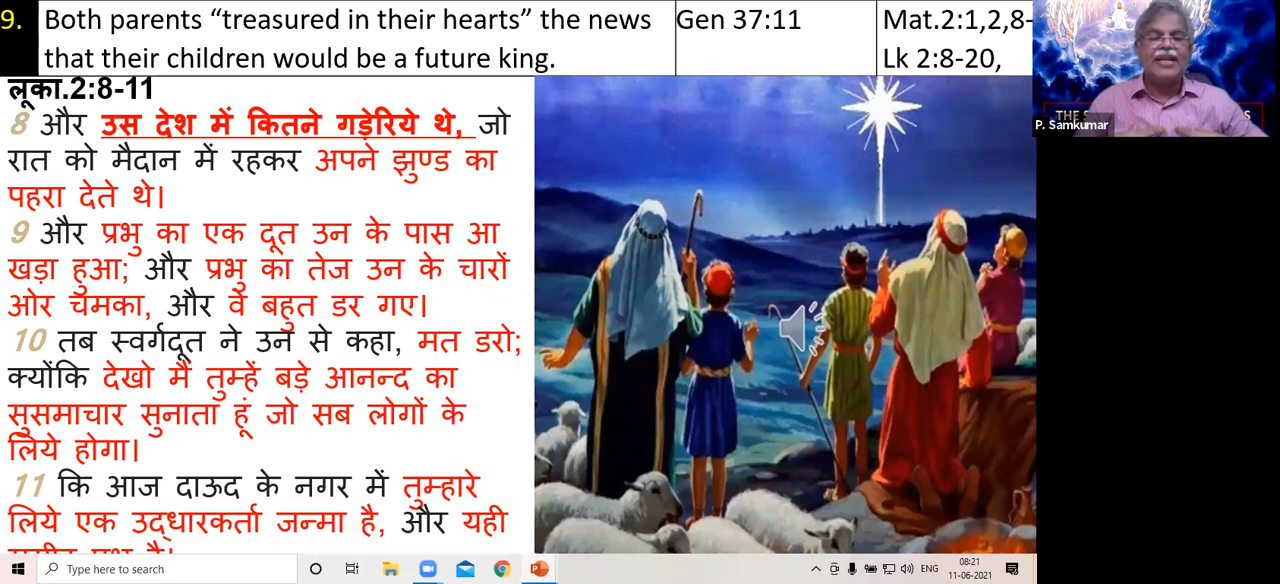 9. Both parents “treasured in their hearts” the news Gen 37:11 Mat.2:1,2,8-
that their children would be a future king. Lk 2:8-20,
लूका.2:8-11
8 और उस देश में कितने गड़ेरिये थे, जो
रात को मैदान में रहकर अपने झुण्ड का
पहरा देते थे।
9 और प्रभु का एक दूत उन के पास आ
खड़ा हुआ; और प्रभु का तेज उन के चारों
ओर चमका, और वे बहुत डर गए।
10 तब स्वर्गदूत ने उन से कहा, मत डरो;
क्योंकि देखो मैं तुम्हें बड़े आनन्द का
सुसमाचार सुनाता हूं जो सब लोगों के
लिये होगा।
11 कि आज दाऊद के नगर में तुम्हारे
लिये एक उद्धारकर्ता जन्मा है, और यही
P. Samkumar
Type here to search
ENG
08:21
11-06-2021